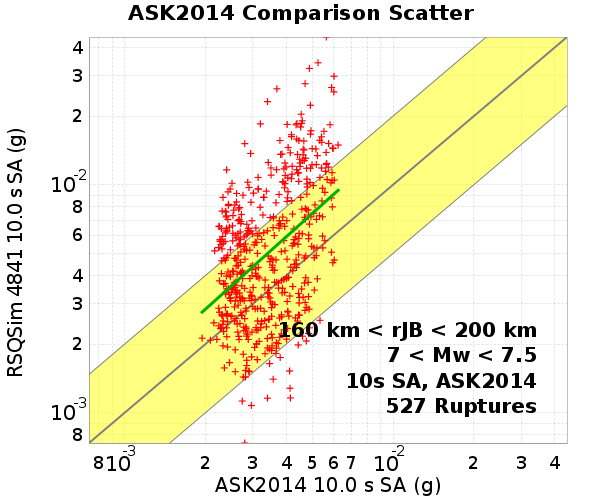 ASK2014 Comparison Scatter
RSQSim 4841 10.0 s SA (g)
4
3
2
10-2
8
6
4
3
2
10-3
8
160 km < rJB < 200 km
7 < Mw < 7.5
10s SA, ASK2014
527 Ruptures
8 10-3 2 3 4 5 6 7 10-2 2 3 4
ASK2014 10.0 s SA (g)